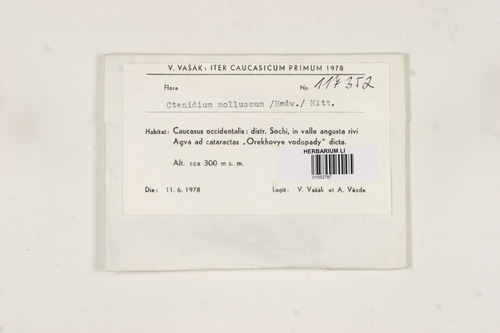 V. VAŠÁK: ITER CAUCASICUM PRIMUM 1978
Flora No 117352
Ctenidium molluscum /Hedw./ Mitt.
Habitat: Caucasus occidentalis: distr. Sochi, in valle angusta rivi
Agva ad cataractas „Orekhovye vodopady" dicta.
HERBARIUM LI
01052787
Alt. cca 300 m s. m.
Die: 11. 6. 1978 Legit: V. Vašák et A. Vězda